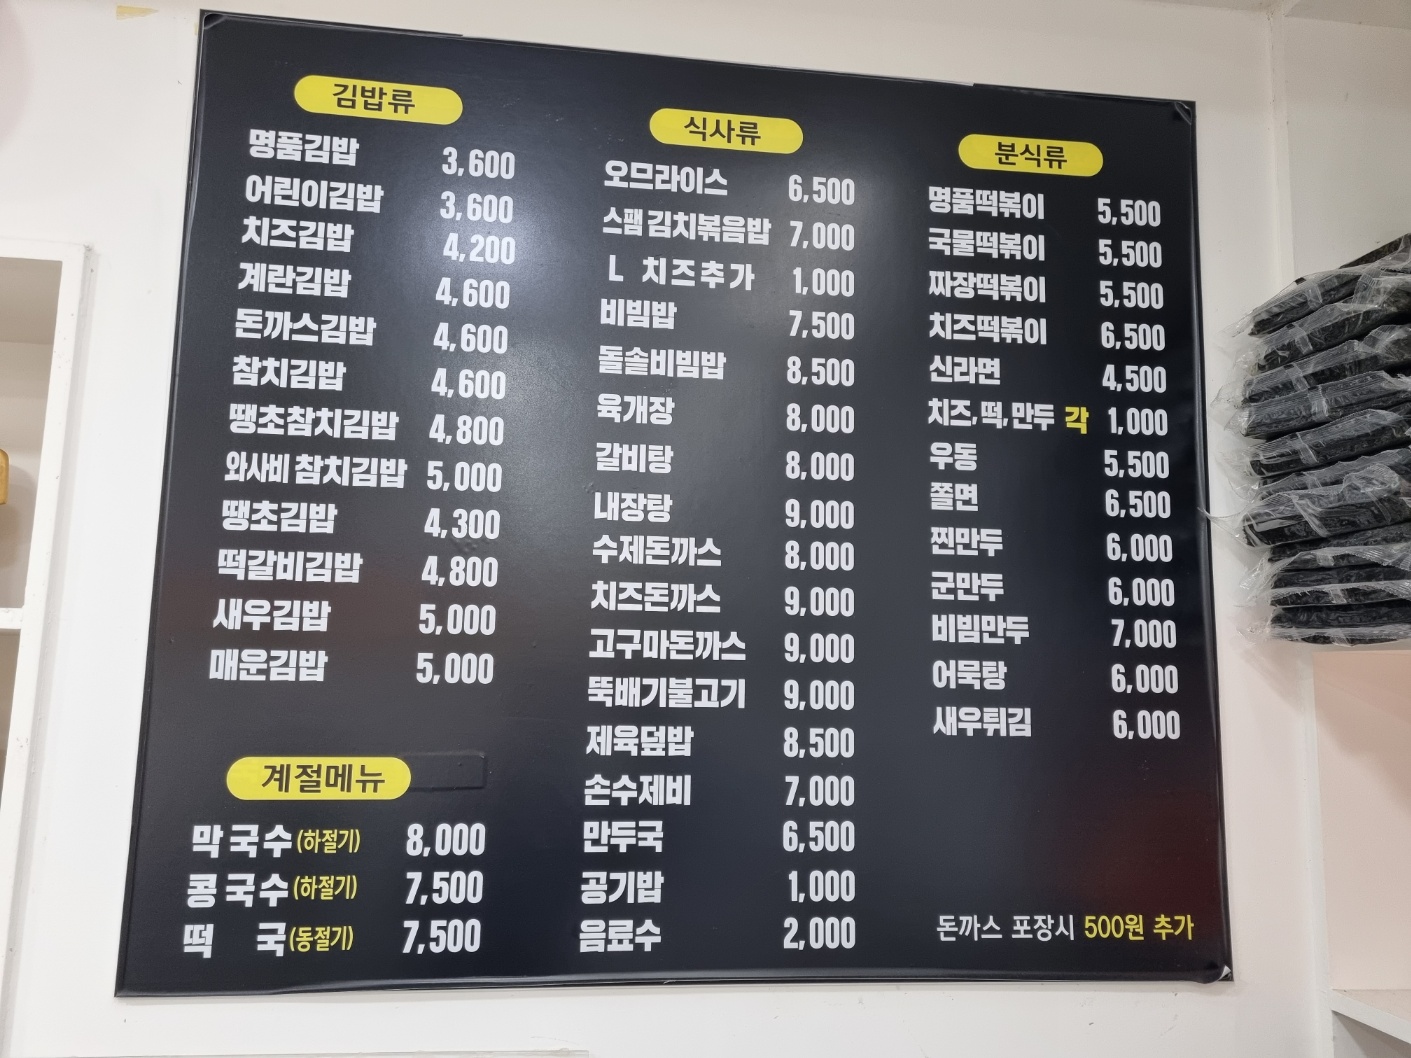 김밥류
명품김밥 3,600
어린이김밥 3,600
치즈김밥 4,200
계란김밥 4,600
돈까스김밥 4,600
참치김밥 4,600
땡초참치김밥 4,800
와사비 참치김밥 5,000
땡초김밥 4,300
떡갈비김밥 4,800
새우김밥 5,000
매운김밥 5,000
계절메뉴
막국수(하절기) 8,000
콩국수(하절기) 7,500
떡 국(동절기) 7,500
식사류
오므라이스 6,500
스팸 김치볶음밥 7,000
L 치즈추가 1,000
비빔밥 7,500
돌솥비빔밥 8,500
육개장 8,000
갈비탕 8,000
내장탕 9,000
수제돈까스 8,000
치즈돈까스 9,000
고구마돈까스 9,000
뚝배기불고기 9,000
제육덮밥 8,500
손수제비 7,000
만두국 6,500
공기밥 1,000
음료수 2,000
분식류
명품떡볶이 5,500
국물떡볶이 5,500
짜장떡볶이 5,500
치즈떡볶이 6,500
신라면 4,500
치즈,떡,만두 각 1,000
우동 5,500
쫄면 6,500
찐만두 6,000
군만두 6,000
비빔만두 7,000
어묵탕 6,000
새우튀김 6,000
돈까스 포장시 500원 추가